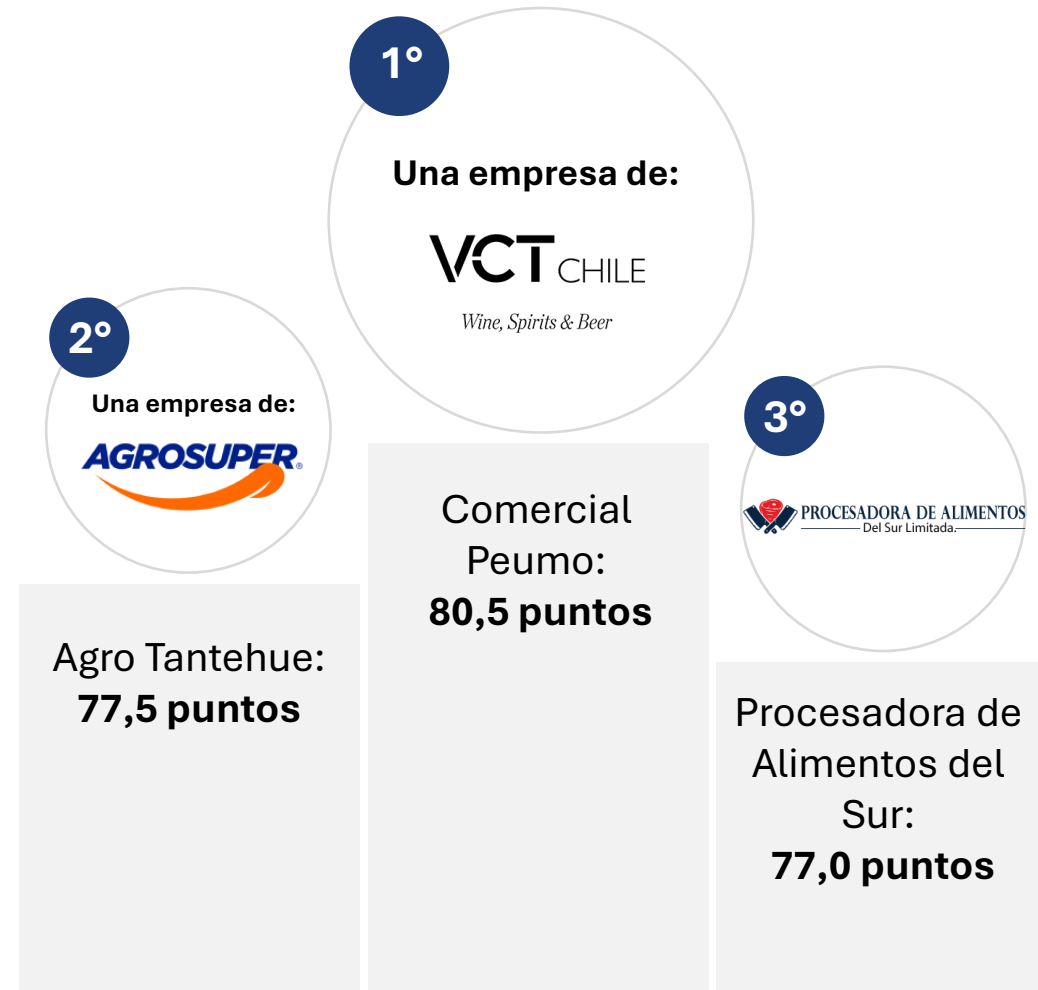 1°
Una empresa de:
VCT CHILE
Wine, Spirits & Beer
2°
Una empresa de:
AGROSUPER®
3°
PROCESADORA DE ALIMENTOS
Del Sur Limitada.
Comercial
Peumo:
80,5 puntos
Agro Tantehue:
77,5 puntos
Procesadora de
Alimentos del
Sur:
77,0 puntos